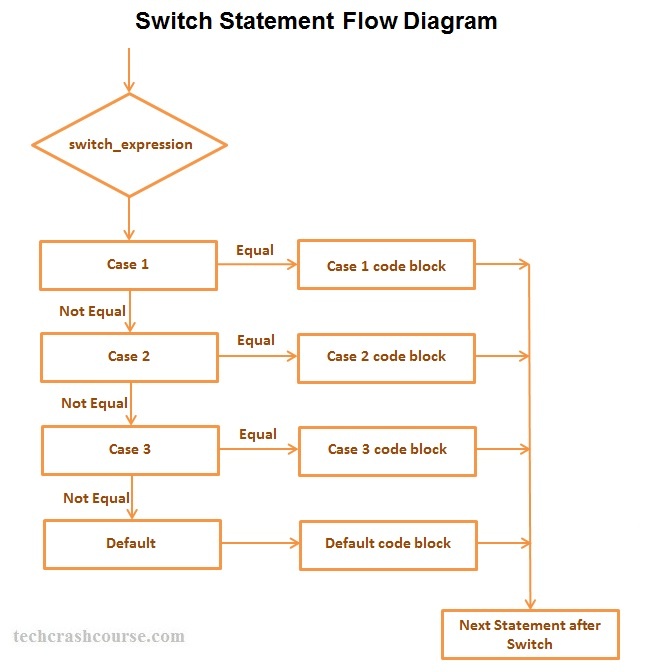 Switch Statement Flow Diagram
switch_expression
Case 1
Equal
Case 1 code block
Not Equal
Case 2
Equal
Case 2 code block
Not Equal
Case 3
Equal
Case 3 code block
Not Equal
Default
Default code block
Next Statement after
Switch
techcrashcourse.com